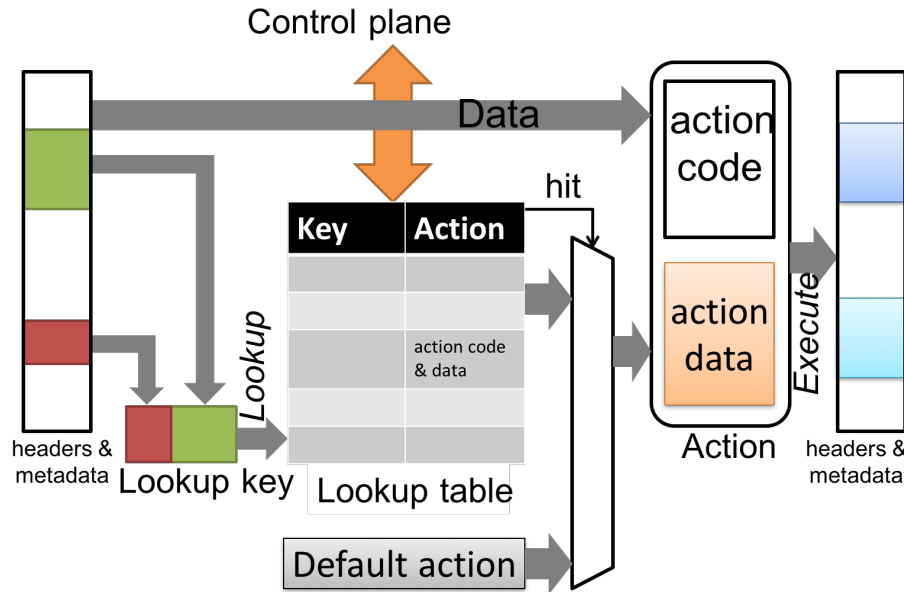 Control plane
Data
action
code
hit
Key Action
action code
& data
action
data
Execute
Lookup
headers &
metadata
Lookup key
Lookup table
Action
headers &
metadata
Default action